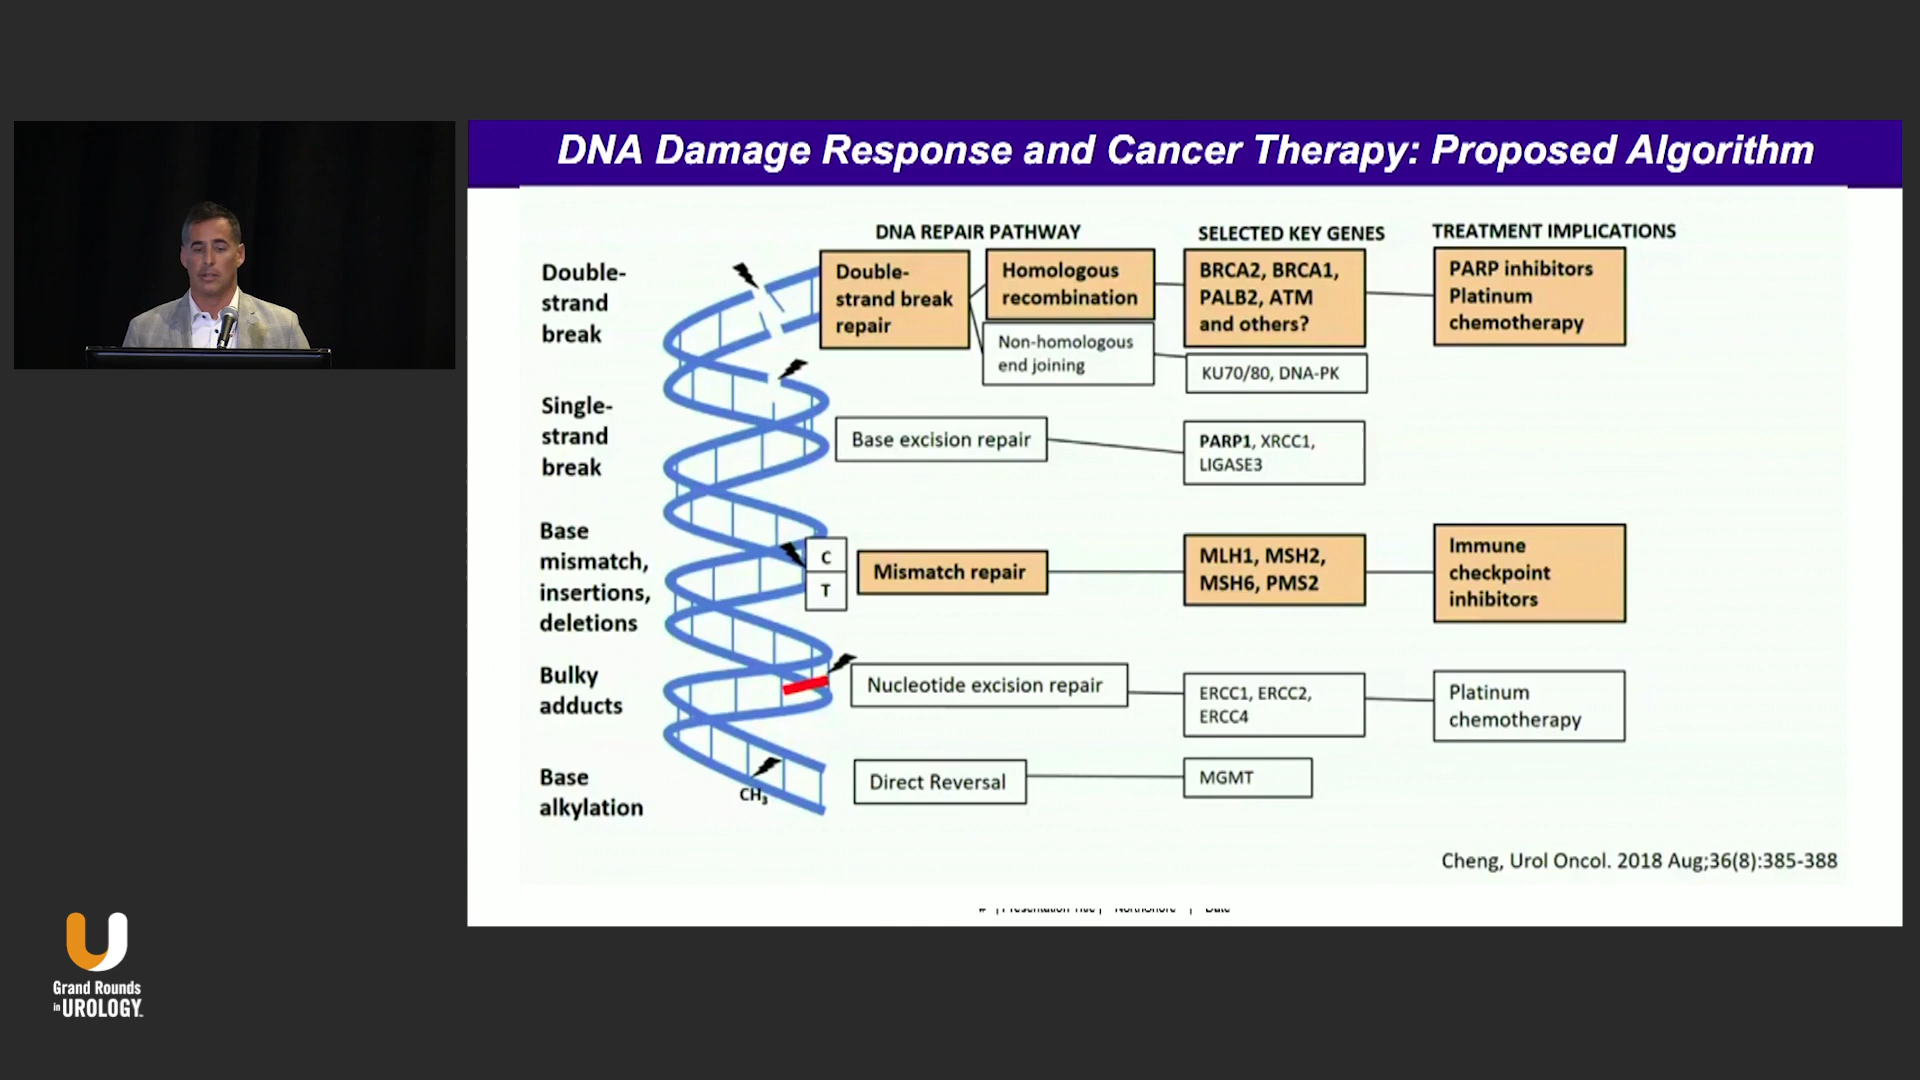 DNA Damage Response and Cancer Therapy: Proposed Algorithm
DNA REPAIR PATHWAY
SELECTED KEY GENES
TREATMENT IMPLICATIONS
Double-
strand
break
Double-
strand break
repair
Homologous
recombination
BRCA2, BRCA1,
PALB2, ATM
and others?
PARP inhibitors
Platinum
chemotherapy
Non-homologous
end joining
KU70/80, DNA-PK
Single-
strand
break
Base excision repair
PARP1, XRCC1,
LIGASE3
Base
mismatch,
insertions,
deletions
C
T
Mismatch repair
MLH1, MSH2,
MSH6, PMS2
Immune
checkpoint
inhibitors
Bulky
adducts
Nucleotide excision repair
ERCC1, ERCC2,
ERCC4
Platinum
chemotherapy
Base
alkylation
CH3
Direct Reversal
MGMT
Cheng, Urol Oncol. 2018 Aug;36(8):385-388
# | Presentation Title | NorthShore | Date
Grand Rounds
in UROLOGY